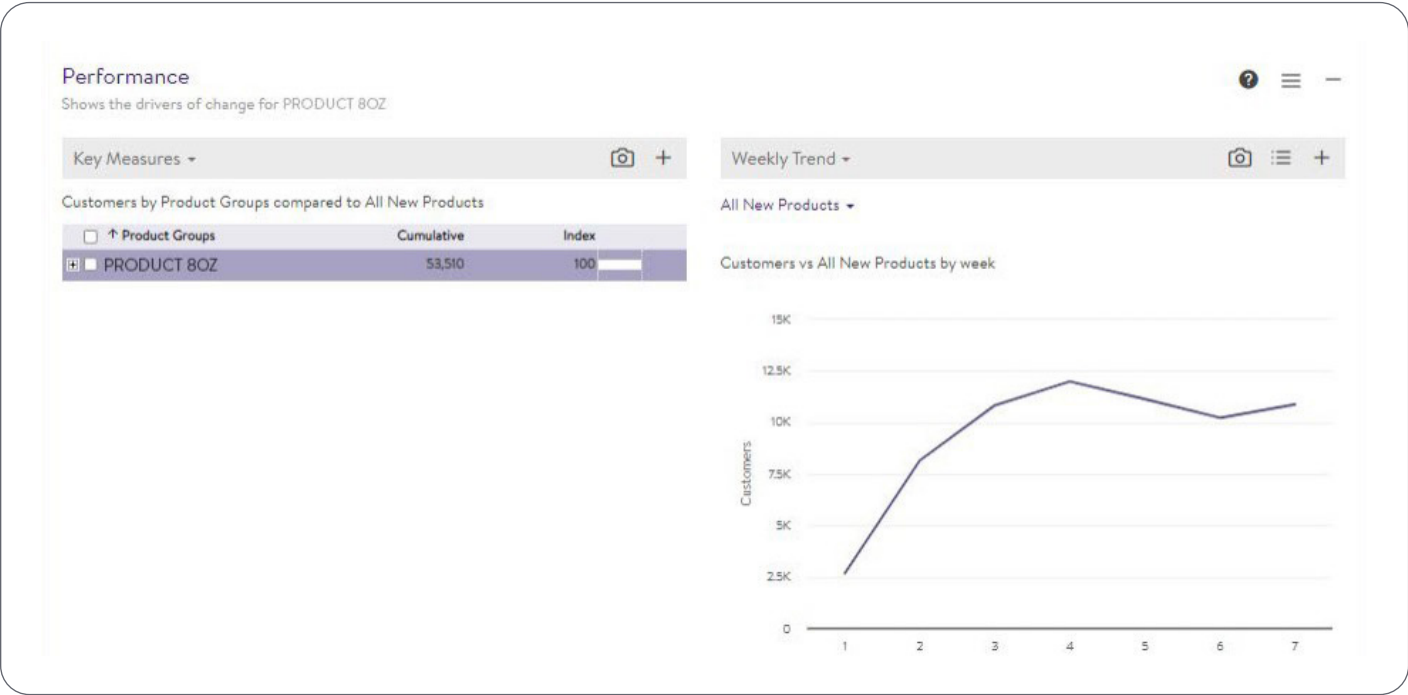 Performance
Shows the drivers of change for PRODUCT 8OZ
Key Measures
Customers by Product Groups compared to All New Products
↑ Product Groups Cumulative Index
PRODUCT 8OZ 53,510 100
Weekly Trend
All New Products
Customers vs All New Products by week
Customers
15K
12.5K
10K
7.5K
5K
2.5K
0
1 2 3 4 5 6 7